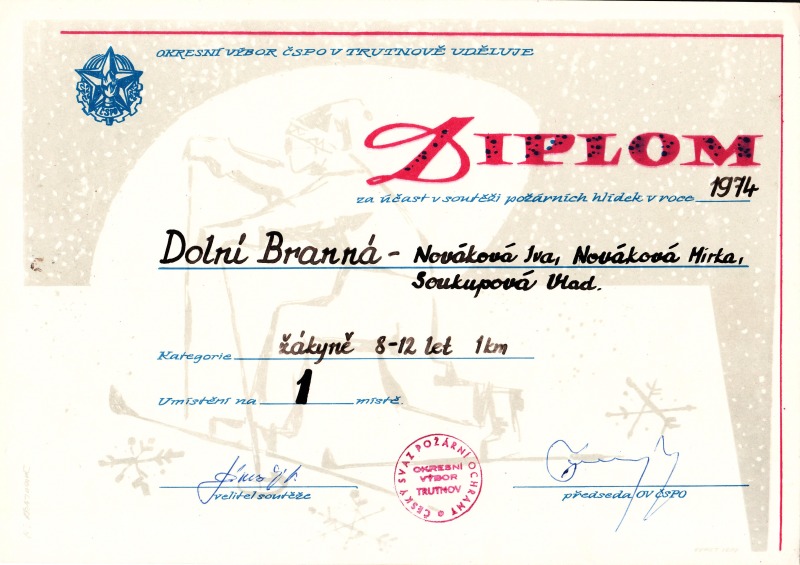 OKRESNÍ VÝBOR ČSPO V TRUTNOVĚ UDĚLUJE
ČSPO
DIPLOM
za účast v soutěži požárních hlídek v roce 1974
Dolní Branná - Nováková Iva, Nováková Mirka,
Soukupová Vlad.
Kategorie žákyně 8-12 let 1km
Umístění na 1 místě.
velitel soutěže
ČESKÝ SVAZ POŽÁRNÍ OCHRANY
OKRESNÍ
VÝBOR
TRUTNOV
předseda OV ČSPO